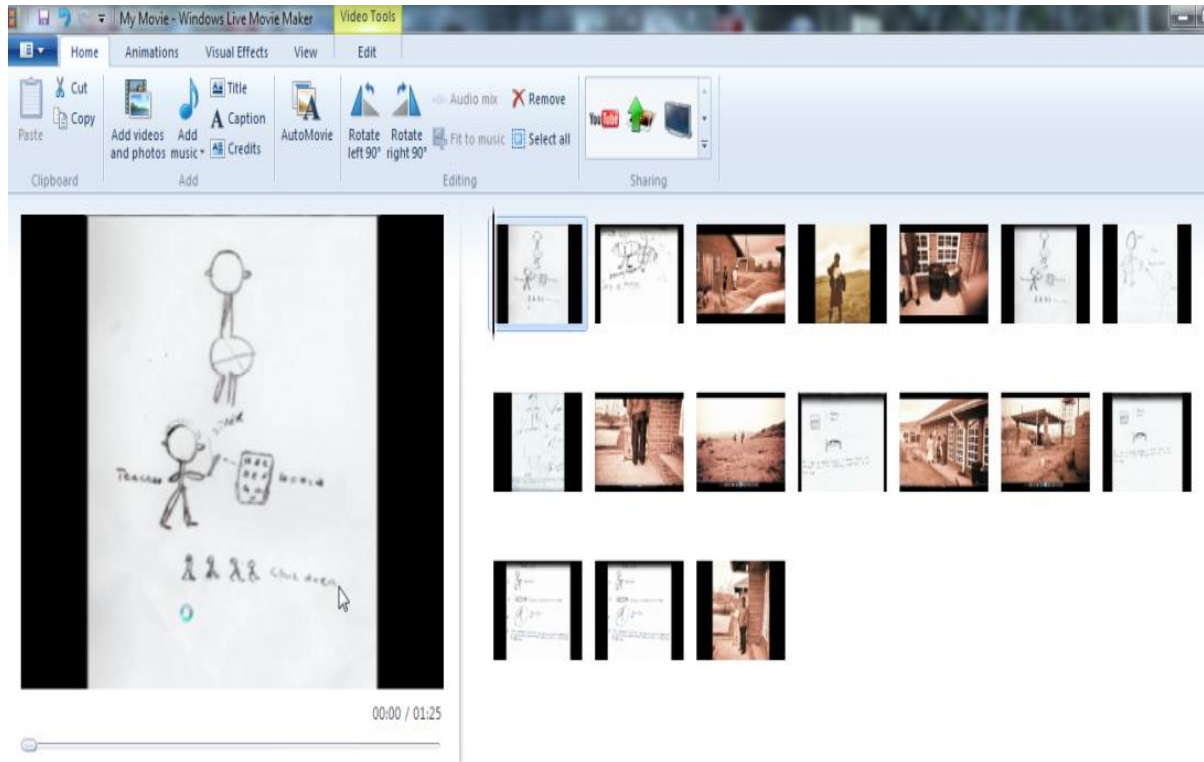 My Movie - Windows Live Movie Maker
Video Tools
Home
Animations
Visual Effects
View
Edit
Paste
Cut
Copy
Clipboard
Add videos
and photos
Add
music
Title
Caption
Credits
Add
AutoMovie
Rotate
left 90°
Rotate
right 90°
Audio mix
Fit to music
Remove
Select all
Editing
You Tube
Sharing
Teacher
children
00:00 / 01:25